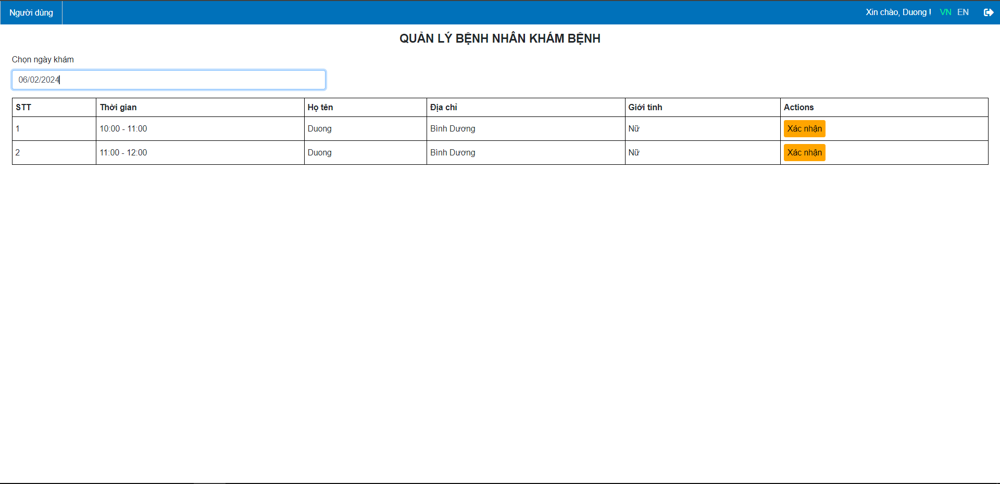 Người dùng Xin chào, Duong ! VN EN
QUẢN LÝ BỆNH NHÂN KHÁM BỆNH
Chọn ngày khám
06/02/2024
STT Thời gian Họ tên Địa chỉ Giới tính Actions
1 10:00 - 11:00 Duong Bình Dương Nữ Xác nhận
2 11:00 - 12:00 Duong Bình Dương Nữ Xác nhận